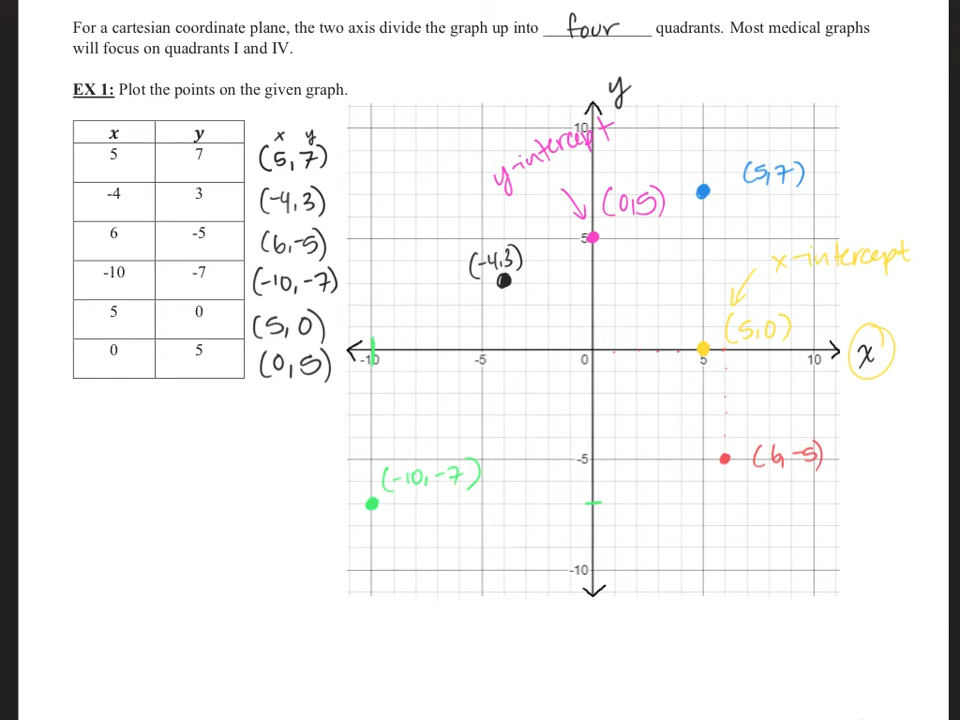 For a cartesian coordinate plane, the two axis divide the graph up into four quadrants. Most medical graphs
will focus on quadrants I and IV.
EX 1: Plot the points on the given graph.
x y
5 7
-4 3
6 -5
-10 -7
5 0
0 5
x y
(5, 7)
(-4, 3)
(6, -5)
(-10, -7)
(5, 0)
(0, 5)
y
10
y-intercept
(5, 7)
(0, 5)
5
(-4, 3)
x-intercept
(5, 0)
-10 -5 0 5 10 x
-5
(6, -5)
(-10, -7)
-10